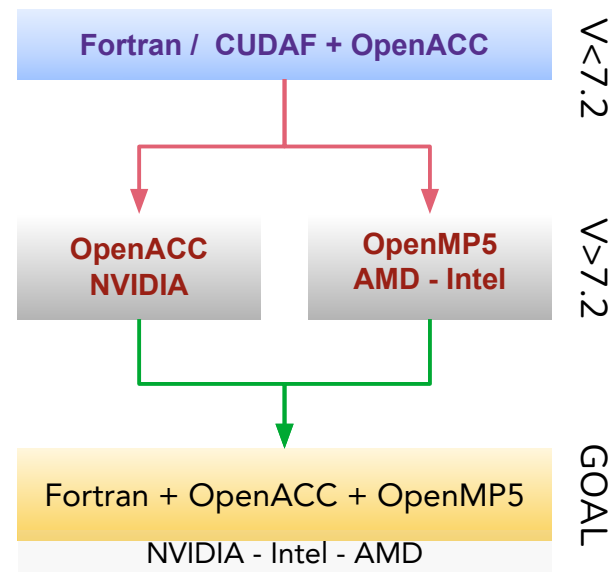 Fortran / CUDAF + OpenACC
V<7.2
OpenACC
NVIDIA
OpenMP5
AMD - Intel
V>7.2
Fortran + OpenACC + OpenMP5
NVIDIA - Intel - AMD
GOAL